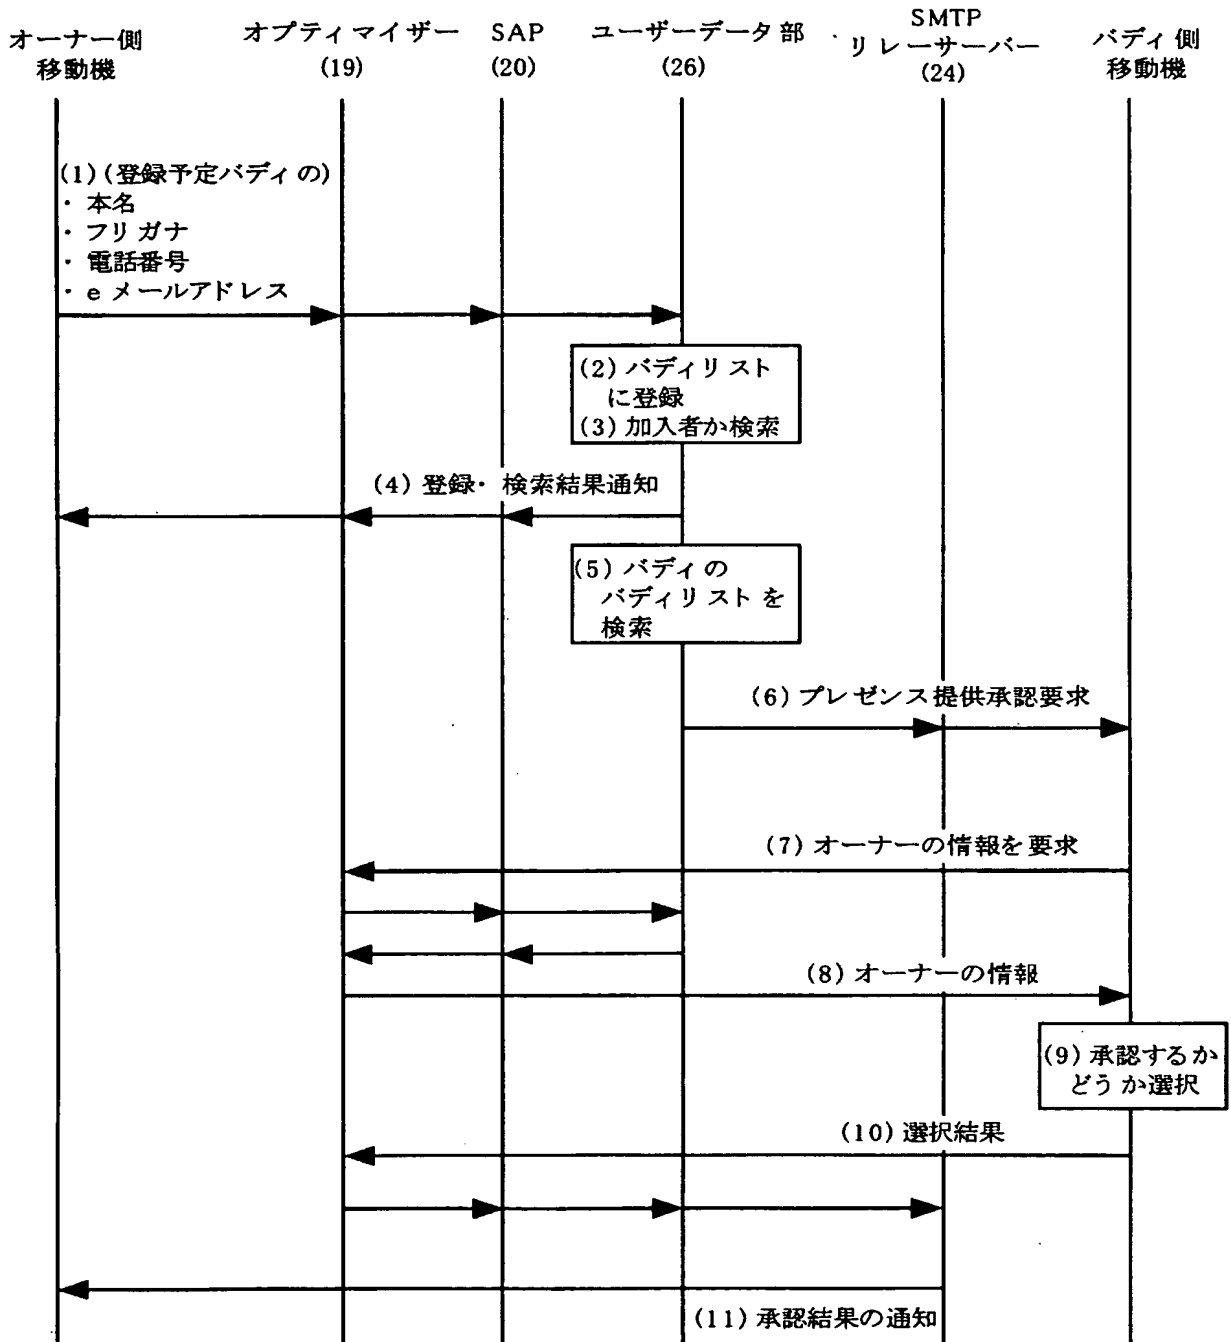 オーナー側
移動機
オプティマイザー
(19)
SAP
(20)
ユーザーデータ部
(26)
SMTP
リレーサーバー
(24)
バディ側
移動機
(1)(登録予定バディの)
・本名
・フリガナ
・電話番号
・eメールアドレス
(2)バディリスト
に登録
(3)加入者か検索
(4)登録・検索結果通知
(5)バディの
バディリストを
検索
(6)プレゼンス提供承認要求
(7)オーナーの情報を要求
(8)オーナーの情報
(9)承認するか
どうか選択
(10)選択結果
(11)承認結果の通知